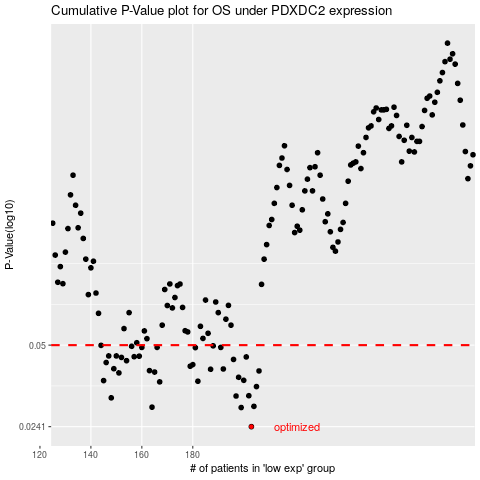 Cumulative P-Value plot for OS under PDXDC2 expression
P-Value(log10)
0.05
0.0241
optimized
120 140 160 180
# of patients in 'low exp' group